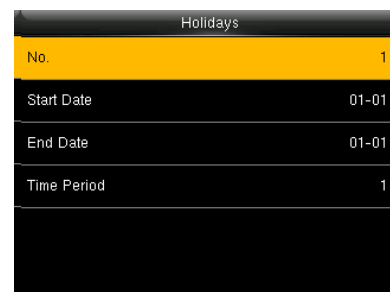 Holidays
No. 1
Start Date 01-01
End Date 01-01
Time Period 1